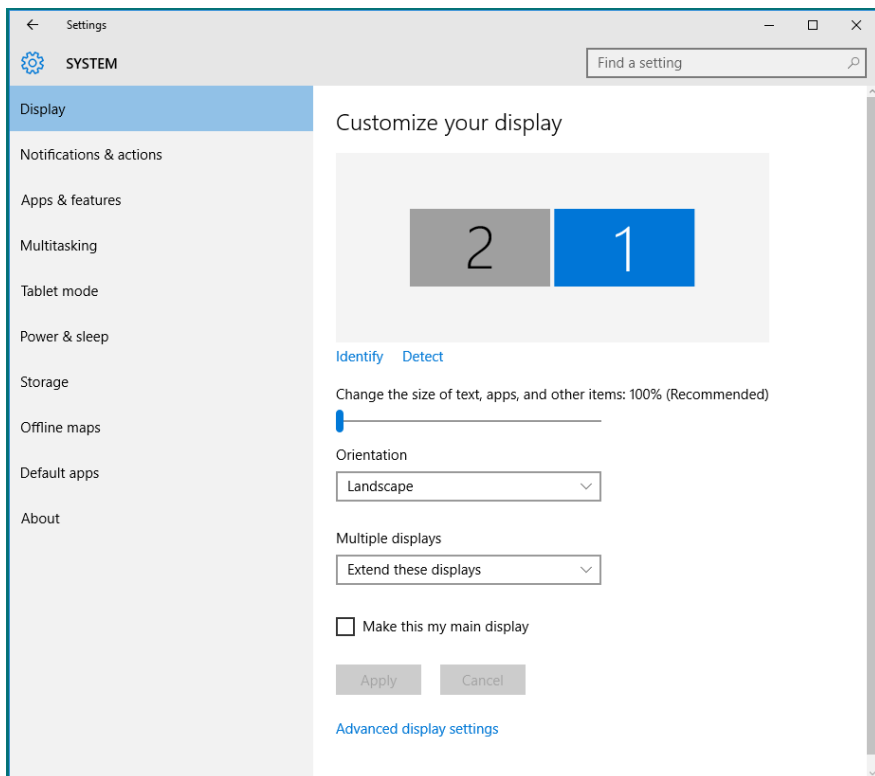 Settings
SYSTEM
Find a setting
Display
Notifications & actions
Apps & features
Multitasking
Tablet mode
Power & sleep
Storage
Offline maps
Default apps
About
Customize your display
2 1
Identify Detect
Change the size of text, apps, and other items: 100% (Recommended)
Orientation
Landscape
Multiple displays
Extend these displays
Make this my main display
Apply Cancel
Advanced display settings